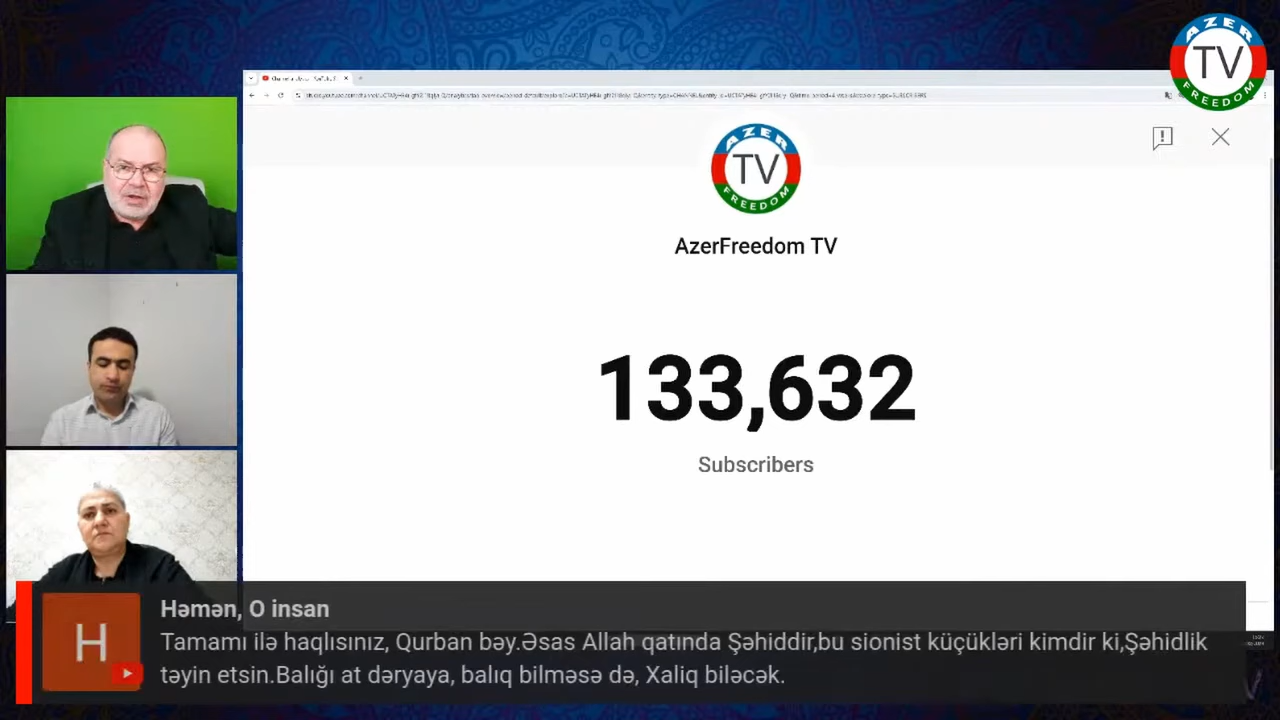 AZER
TV
FREEDOM
AZER
TV
FREEDOM
AzerFreedom TV
133,632
Subscribers
Həmən, O insan
H
Tamamı ilə haqlısınız, Qurban bəy.Əsas Allah qatında Şəhiddir,bu sionist küçükləri kimdir ki,Şəhidlik
təyin etsin.Balığı at dəryaya, balıq bilməsə də, Xaliq biləcək.